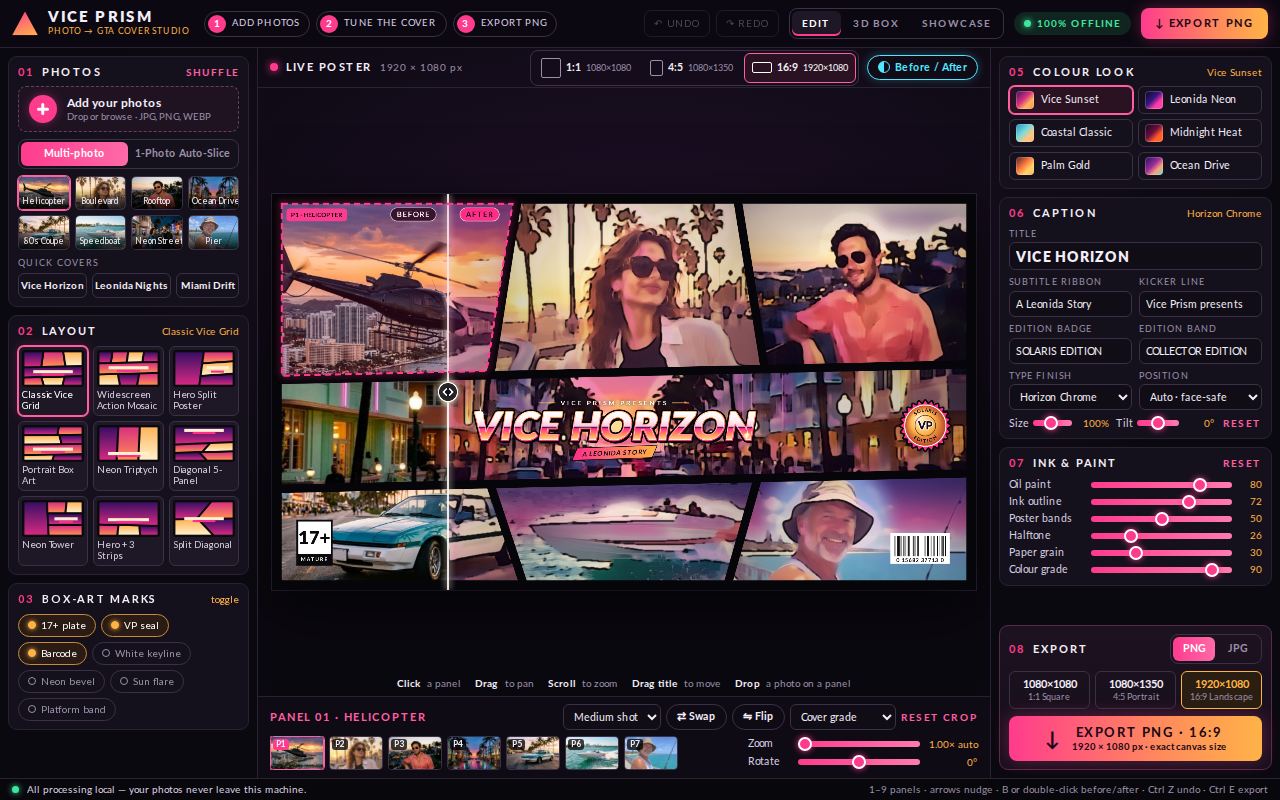 VICE PRISM
PHOTO → GTA COVER STUDIO
1 ADD PHOTOS
2 TUNE THE COVER
3 EXPORT PNG
↶ UNDO
↷ REDO
EDIT
3D BOX
SHOWCASE
100% OFFLINE
↓ EXPORT PNG
01 PHOTOS
SHUFFLE
Add your photos
Drop or browse · JPG, PNG, WEBP
Multi-photo
1-Photo Auto-Slice
Helicopter
Boulevard
Rooftop
Ocean Drive
80s Coupe
Speedboat
Neon Street
Pier
QUICK COVERS
Vice Horizon
Leonida Nights
Miami Drift
02 LAYOUT
Classic Vice Grid
Classic Vice Grid
Widescreen Action Mosaic
Hero Split Poster
Portrait Box Art
Neon Triptych
Diagonal 5-Panel
Neon Tower
Hero + 3 Strips
Split Diagonal
03 BOX-ART MARKS
toggle
17+ plate
VP seal
Barcode
White keyline
Neon bevel
Sun flare
Platform band
LIVE POSTER 1920 × 1080 px
1:1 1080×1080
4:5 1080×1350
16:9 1920×1080
Before / After
P1 · HELICOPTER
BEFORE
AFTER
VICE PRISM PRESENTS
VICE HORIZON
A LEONIDA STORY
SOLARIS
VP
EDITION
17+
MATURE
0 15682 37713 0
Click a panel Drag to pan Scroll to zoom Drag title to move Drop a photo on a panel
PANEL 01 · HELICOPTER
Medium shot
⇄ Swap
⇋ Flip
Cover grade
RESET CROP
P1
P2
P3
P4
P5
P6
P7
Zoom 1.00× auto
Rotate 0°
05 COLOUR LOOK
Vice Sunset
Vice Sunset
Leonida Neon
Coastal Classic
Midnight Heat
Palm Gold
Ocean Drive
06 CAPTION
Horizon Chrome
TITLE
VICE HORIZON
SUBTITLE RIBBON
KICKER LINE
A Leonida Story
Vice Prism presents
EDITION BADGE
EDITION BAND
SOLARIS EDITION
COLLECTOR EDITION
TYPE FINISH
POSITION
Horizon Chrome
Auto · face-safe
Size 100% Tilt 0° RESET
07 INK & PAINT
RESET
Oil paint 80
Ink outline 72
Poster bands 50
Halftone 26
Paper grain 30
Colour grade 90
08 EXPORT
PNG
JPG
1080×1080
1:1 Square
1080×1350
4:5 Portrait
1920×1080
16:9 Landscape
↓ EXPORT PNG · 16:9
1920 × 1080 px · exact canvas size
All processing local — your photos never leave this machine.
1–9 panels · arrows nudge · B or double-click before/after · Ctrl Z undo · Ctrl E export